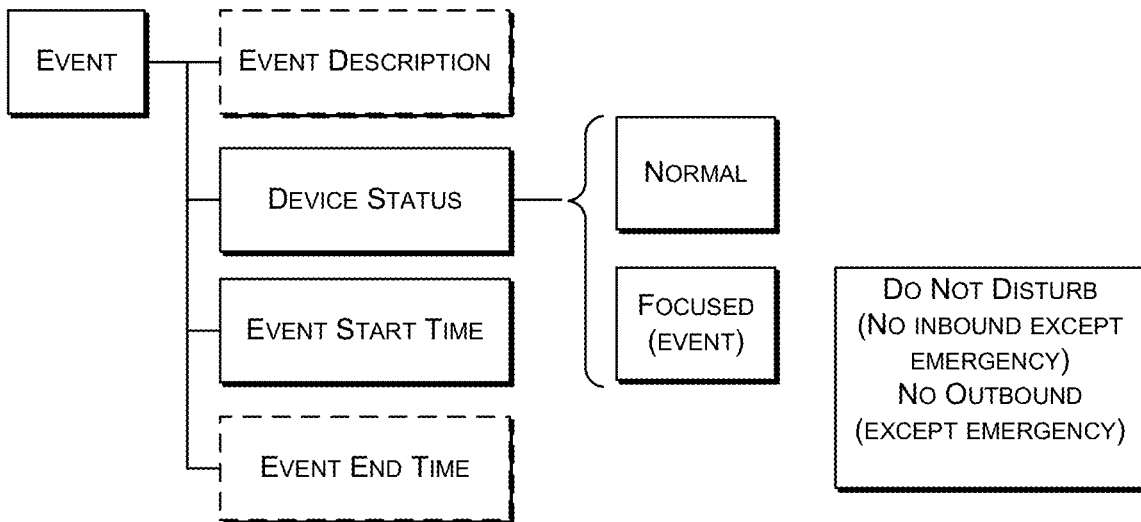 EVENT
EVENT DESCRIPTION
DEVICE STATUS
NORMAL
FOCUSED
(EVENT)
EVENT START TIME
EVENT END TIME
DO NOT DISTURB
(NO INBOUND EXCEPT
EMERGENCY)
NO OUTBOUND
(EXCEPT EMERGENCY)